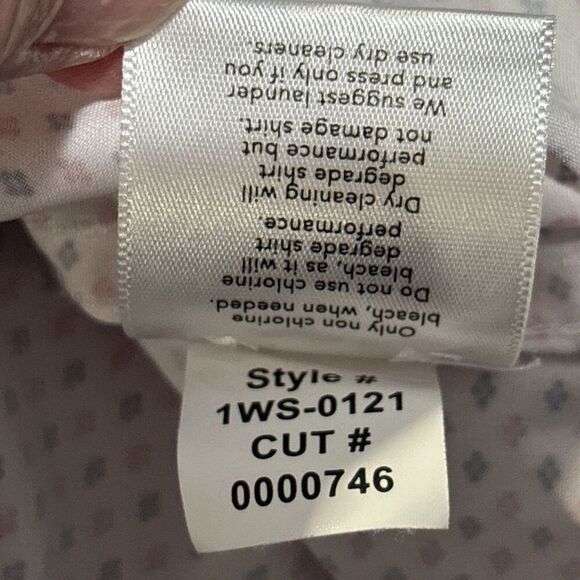 Only non chlorine
bleach, when needed.
Do not use chlorine
bleach, as it will
degrade shirt
performance.
Dry cleaning will
degrade shirt
performance but
not damage shirt.
We suggest launder
and press only if you
use dry cleaners.
Style #
1WS-0121
CUT #
0000746